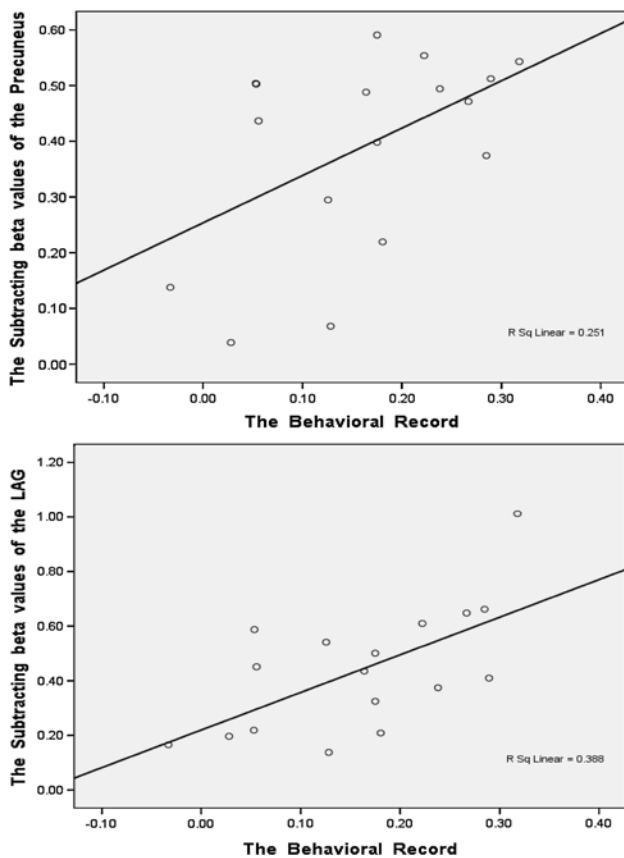 The Subtracting beta values of the Precuneus
0.60
0.50
0.40
0.30
0.20
0.10
0.00
R Sq Linear = 0.251
-0.10 0.00 0.10 0.20 0.30 0.40
The Behavioral Record
The Subtracting beta values of the LAG
1.20
1.00
0.80
0.60
0.40
0.20
0.00
R Sq Linear = 0.388
-0.10 0.00 0.10 0.20 0.30 0.40
The Behavioral Record